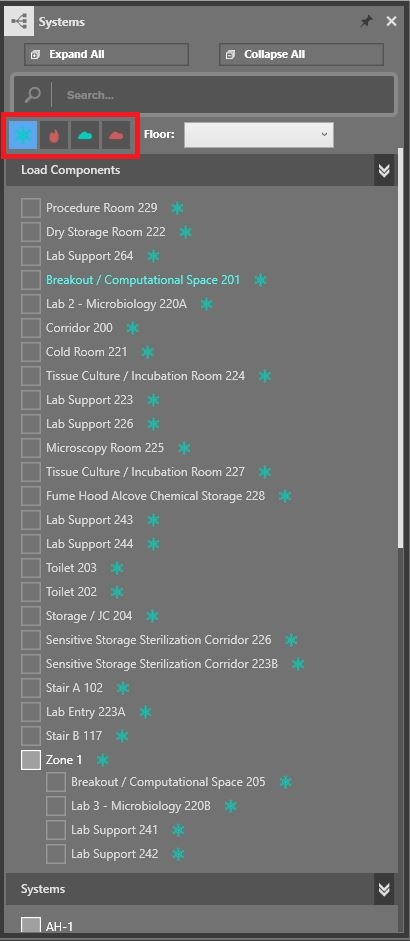 Systems
Expand All
Collapse All
Search...
Floor:
Load Components
Procedure Room 229
Dry Storage Room 222
Lab Support 264
Breakout / Computational Space 201
Lab 2 - Microbiology 220A
Corridor 200
Cold Room 221
Tissue Culture / Incubation Room 224
Lab Support 223
Lab Support 226
Microscopy Room 225
Tissue Culture / Incubation Room 227
Fume Hood Alcove Chemical Storage 228
Lab Support 243
Lab Support 244
Toilet 203
Toilet 202
Storage / JC 204
Sensitive Storage Sterilization Corridor 226
Sensitive Storage Sterilization Corridor 223B
Stair A 102
Lab Entry 223A
Stair B 117
Zone 1
Breakout / Computational Space 205
Lab 3 - Microbiology 220B
Lab Support 241
Lab Support 242
Systems
AH-1